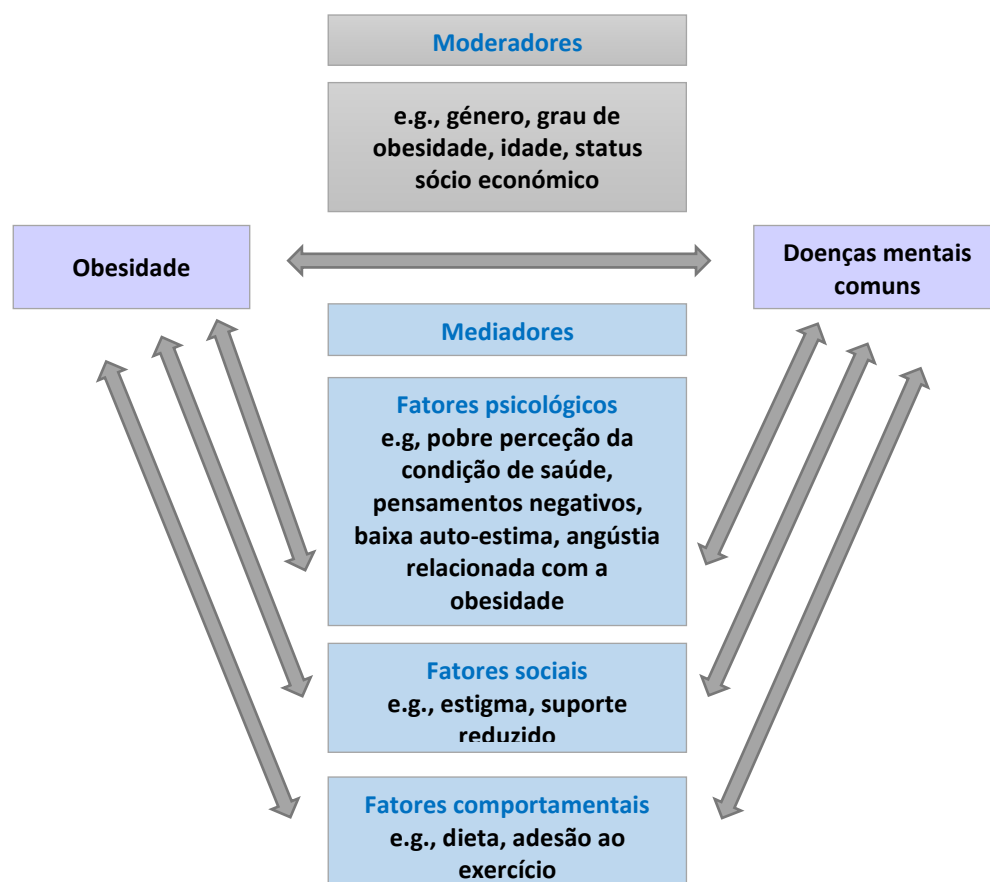 Moderadores
e.g., género, grau de
obesidade, idade, status
sócio económico
Obesidade
Doenças mentais
comuns
Mediadores
Fatores psicológicos
e.g, pobre perceção da
condição de saúde,
pensamentos negativos,
baixa auto-estima, angústia
relacionada com a
obesidade
Fatores sociais
e.g., estigma, suporte
reduzido
Fatores comportamentais
e.g., dieta, adesão ao
exercício